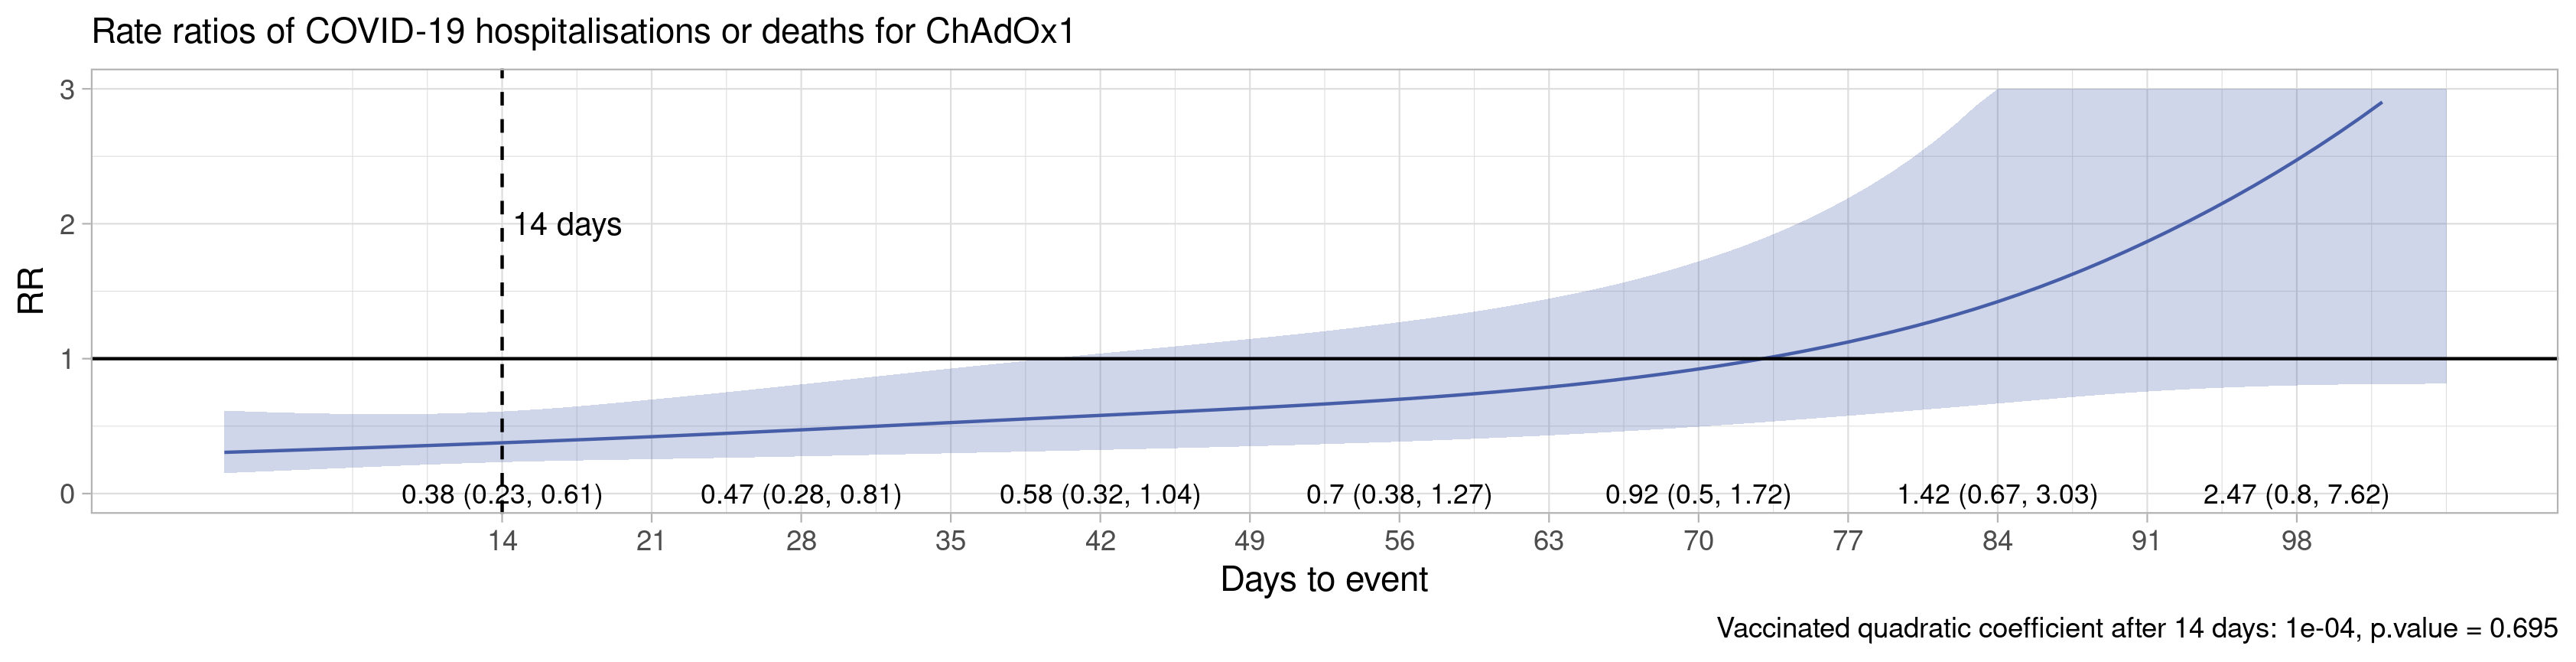 Rate ratios of COVID-19 hospitalisations or deaths for ChAdOx1
3
2
1
0
RR
14 days
0.38 (0.23, 0.61)
0.47 (0.28, 0.81)
0.58 (0.32, 1.04)
0.7 (0.38, 1.27)
0.92 (0.5, 1.72)
1.42 (0.67, 3.03)
2.47 (0.8, 7.62)
14 21 28 35 42 49 56 63 70 77 84 91 98
Days to event
Vaccinated quadratic coefficient after 14 days: 1e-04, p.value = 0.695